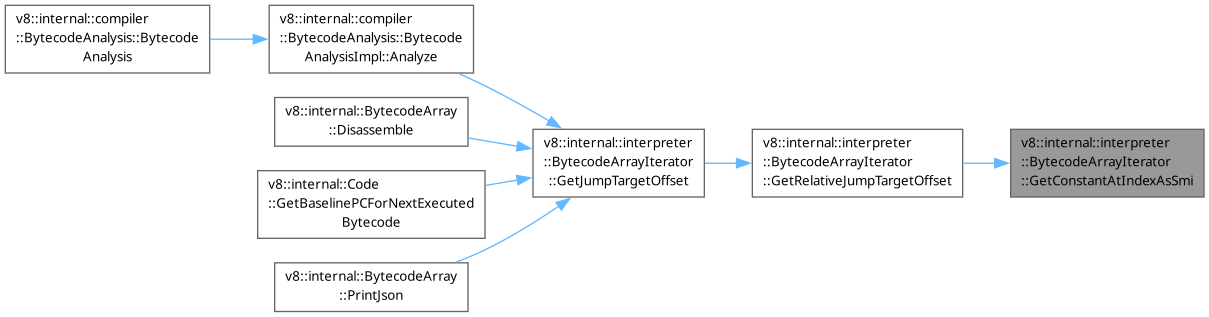 v8::internal::compiler
::BytecodeAnalysis::Bytecode
Analysis
v8::internal::compiler
::BytecodeAnalysis::Bytecode
AnalysisImpl::Analyze
v8::internal::BytecodeArray
::Disassemble
v8::internal::Code
::GetBaselinePCForNextExecuted
Bytecode
v8::internal::BytecodeArray
::PrintJson
v8::internal::interpreter
::BytecodeArrayIterator
::GetJumpTargetOffset
v8::internal::interpreter
::BytecodeArrayIterator
::GetRelativeJumpTargetOffset
v8::internal::interpreter
::BytecodeArrayIterator
::GetConstantAtIndexAsSmi